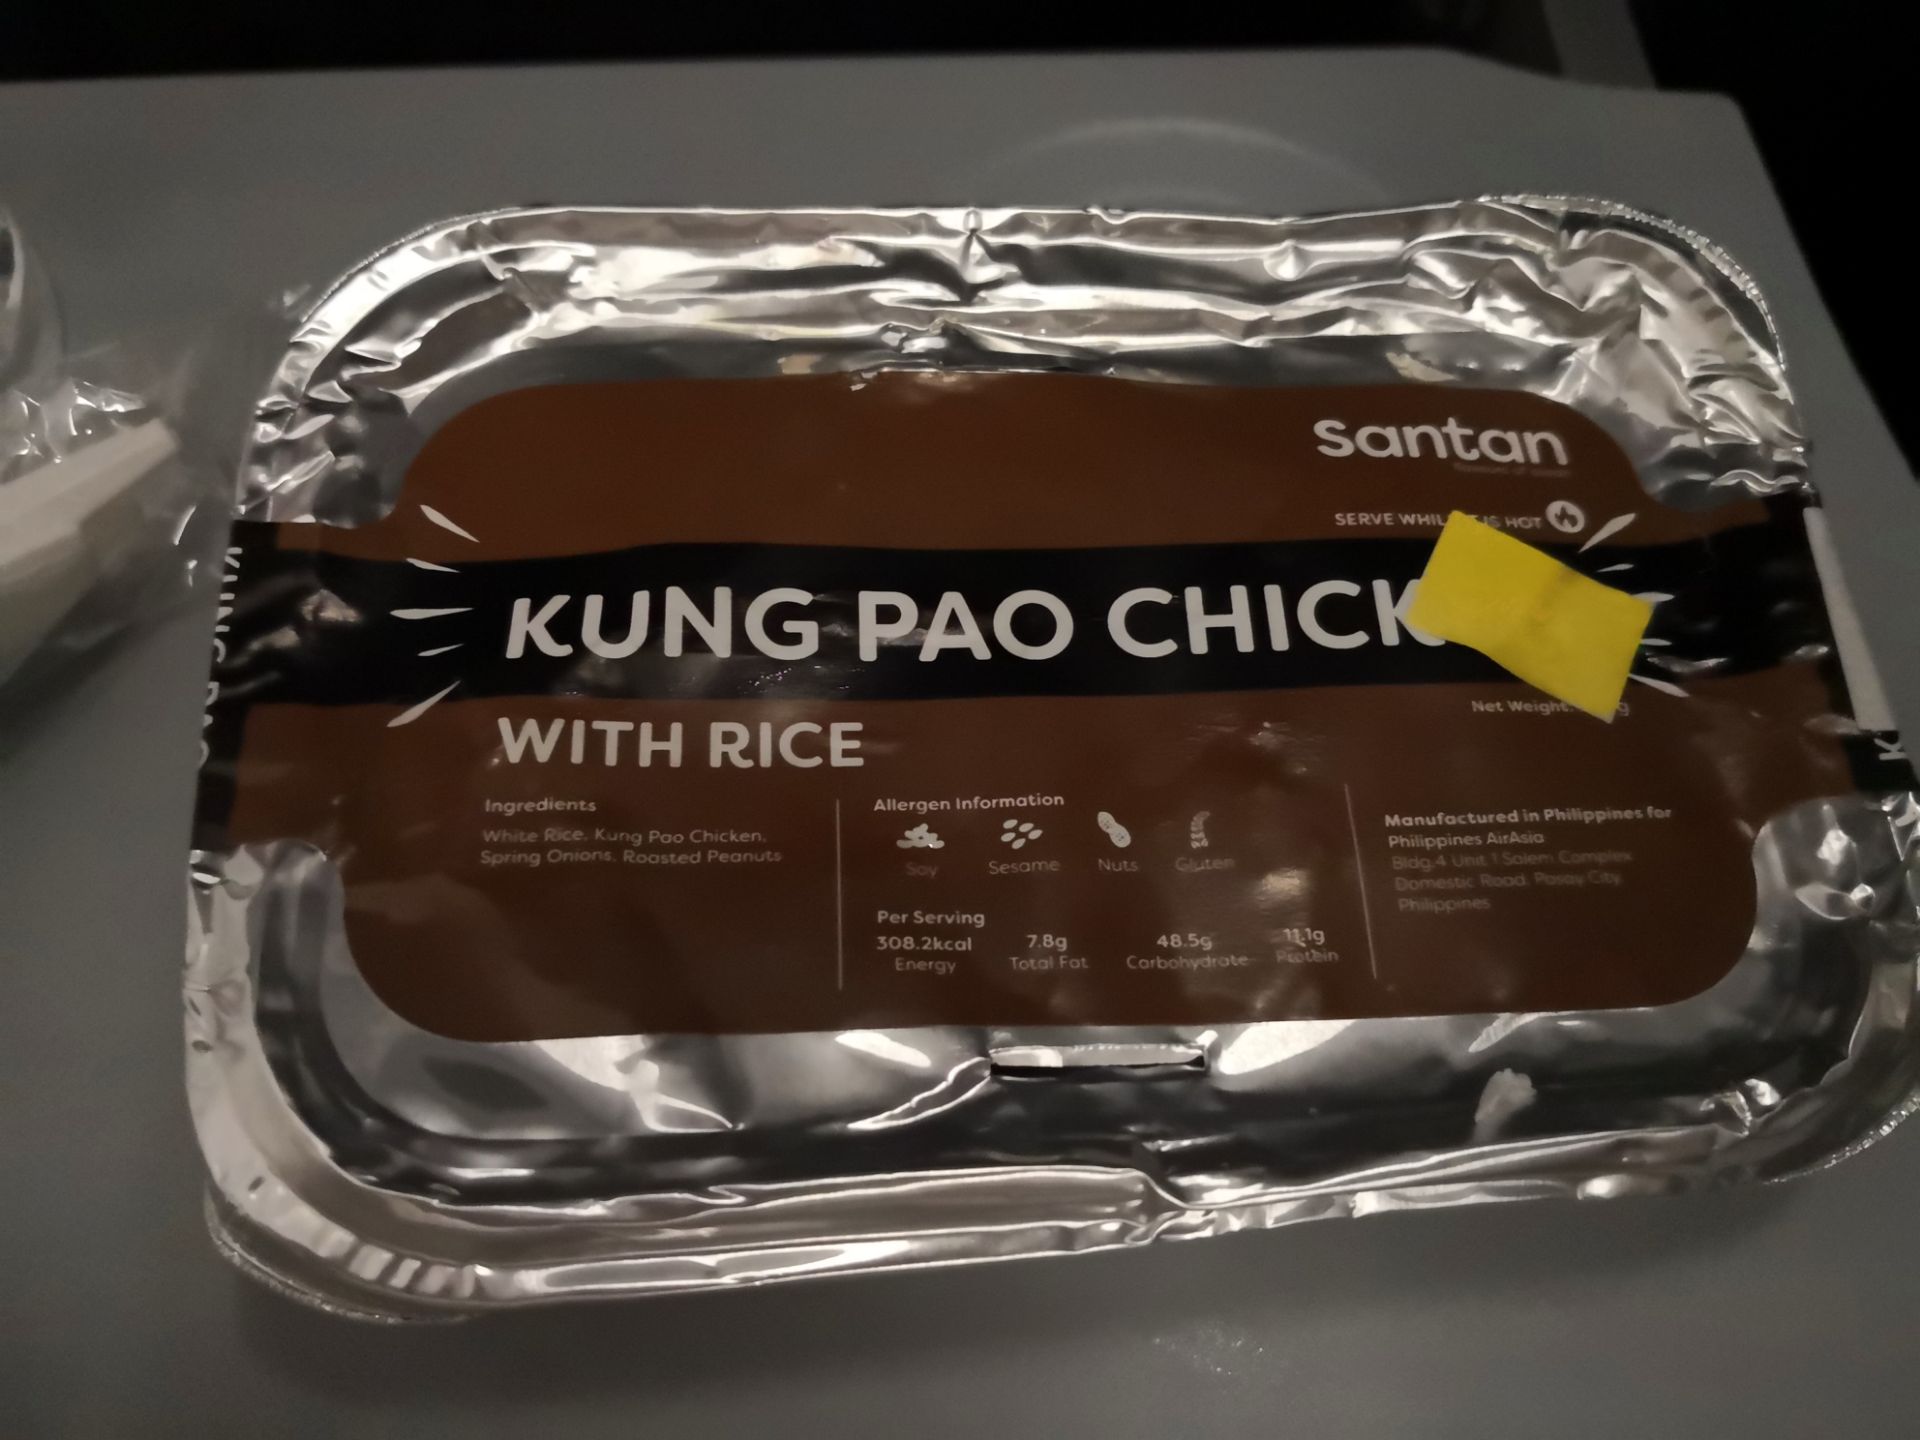 santan
SERVE WHIL IS HOT
KUNG PAO CHICK
Net Weight: g
WITH RICE
Ingredients
White Rice, Kung Pao Chicken,
Spring Onions, Roasted Peanuts
Allergen Information
Soy Sesame Nuts Gluten
Per Serving
308.2kcal 7.8g 48.5g 11.1g
Energy Total Fat Carbohydrate Protein
Manufactured in Philippines for
Philippines AirAsia
Bldg.4 Unit 1 Salem Complex
Domestic Road, Pasay City,
Philippines
KUNG PAO
K